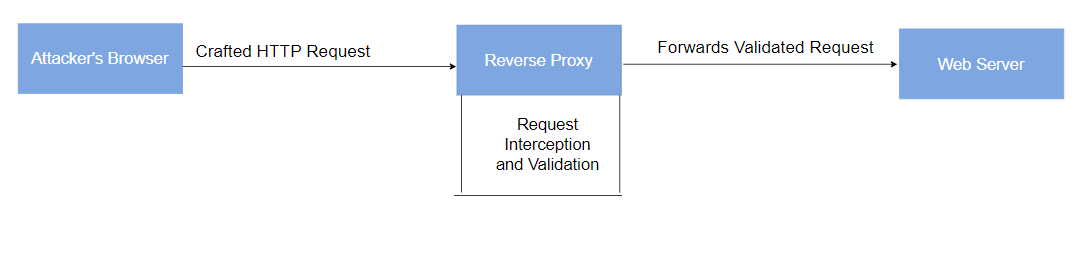 Attacker's Browser
Crafted HTTP Request
Reverse Proxy
Forwards Validated Request
Web Server
Request
Interception
and Validation